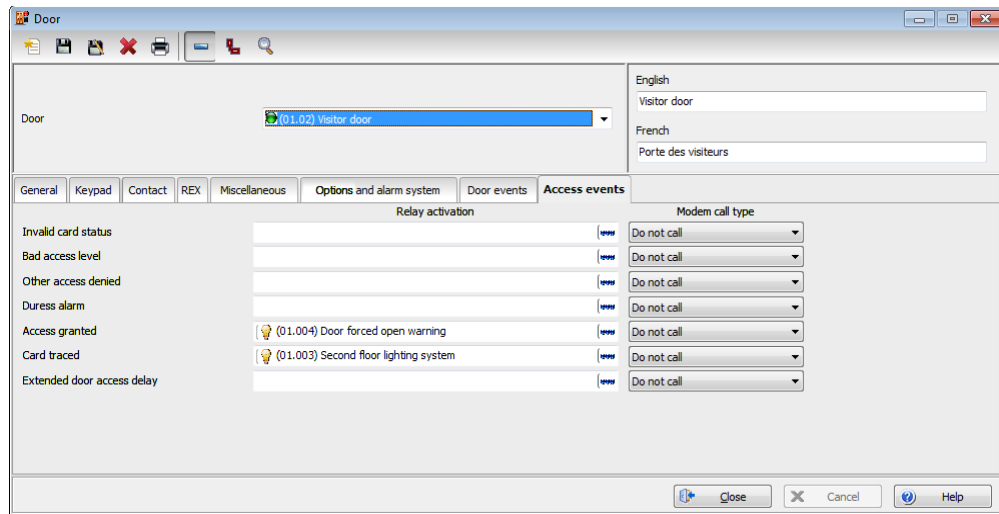 Door
English
Visitor door
Door
(01.02) Visitor door
French
Porte des visiteurs
General Keypad Contact REX Miscellaneous Options and alarm system Door events Access events
Relay activation Modem call type
Invalid card status Do not call
Bad access level Do not call
Other access denied Do not call
Duress alarm Do not call
Access granted (01.004) Door forced open warning Do not call
Card traced (01.003) Second floor lighting system Do not call
Extended door access delay Do not call
Close Cancel Help